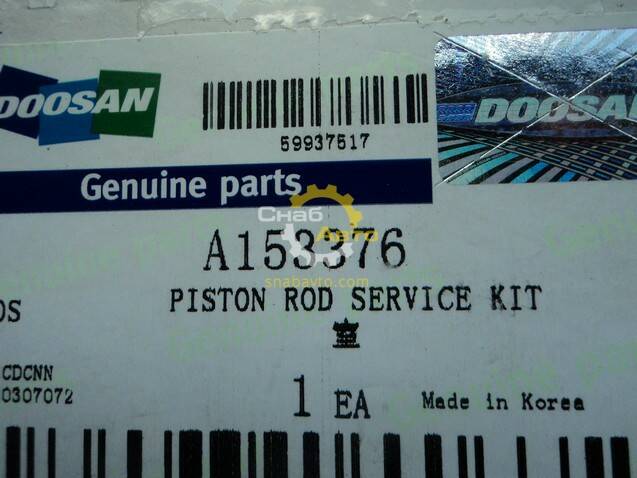 DOOSAN
59937517
DOOSAN
Genuine parts
Снаб
Авто
A153376
snabavto.com
PISTON ROD SERVICE KIT
OS
CDCNN
0307072
1 EA
Made in Korea